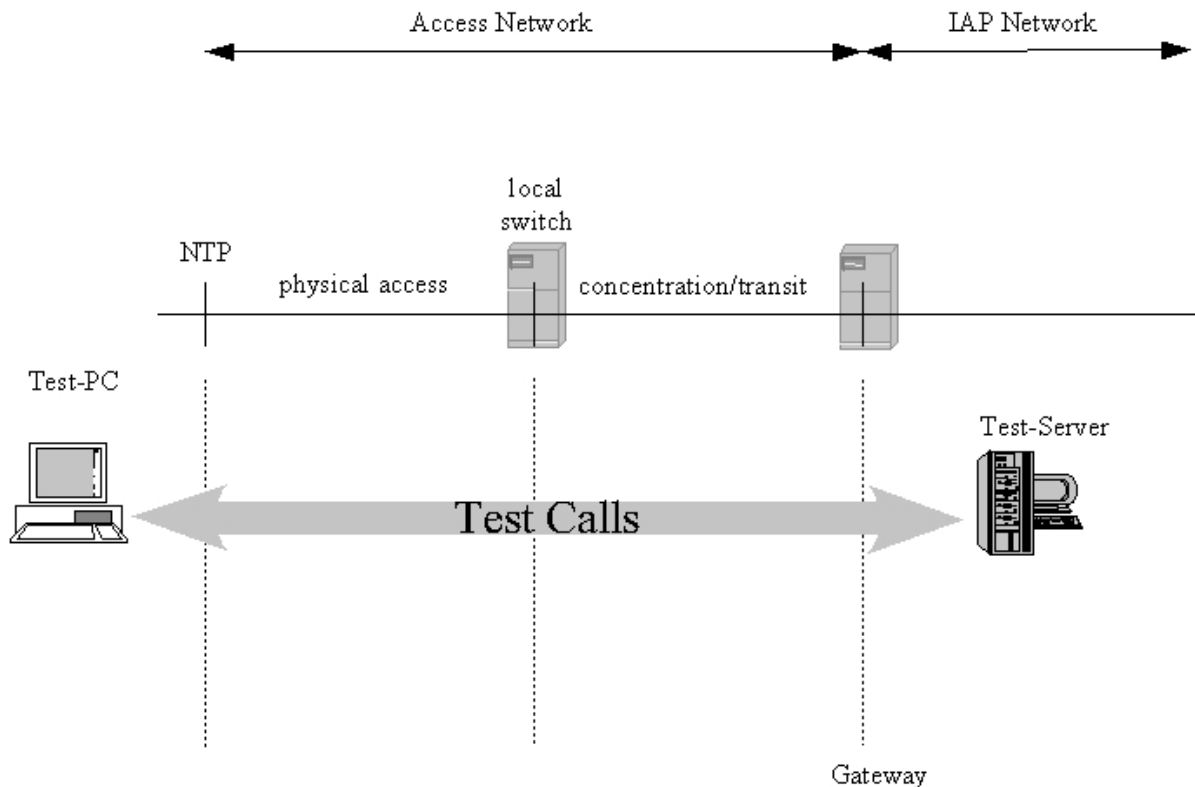 Access Network
IAP Network
local
switch
NTP
physical access
concentration/transit
Test-PC
Test-Server
Test Calls
Gateway